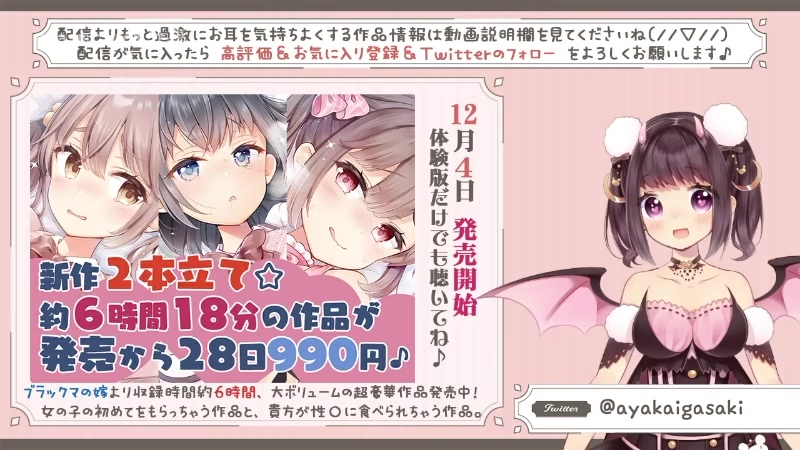 配信よりもっと過激にお耳を気持ちよくする作品情報は動画説明欄を見てくださいね(//▽//)
配信が気に入ったら 高評価&お気に入り登録&Twitterのフォロー をよろしくお願いします♪
12月4日 発売開始
体験版だけでも聴いてね♪
新作2本立て☆
約6時間18分の作品が
発売から28日990円♪
ブラックマの嫁より収録時間約6時間、大ボリュームの超豪華作品発売中!
女の子の初めてをもらっちゃう作品と、貴方が性〇に食べられちゃう作品。
Twitter @ayakaigasaki